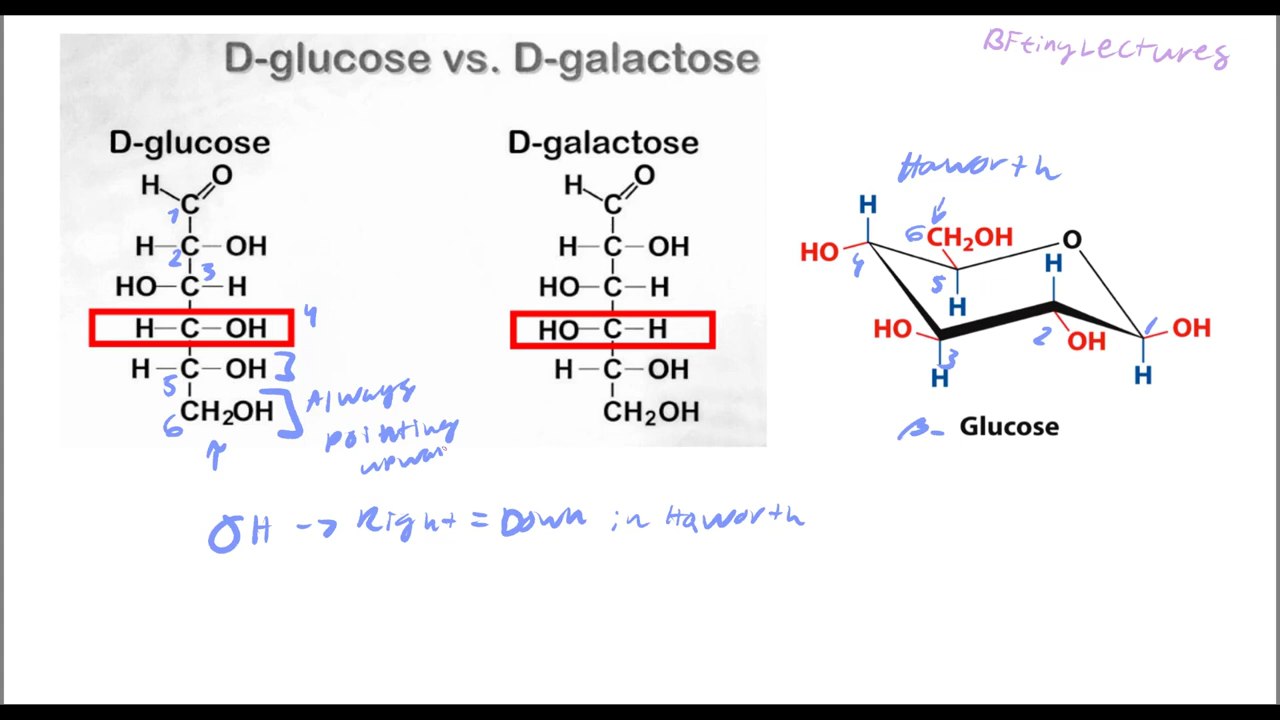 BFtinyLectures
D-glucose vs. D-galactose
D-glucose
H O
C
1
H–C–OH
2
HO–C–H
3
H–C–OH
4
H–C–OH
5
CH₂OH
6
Always
pointing
OH -> Right = Down in Haworth
D-galactose
H O
C
H–C–OH
HO–C–H
HO–C–H
H–C–OH
CH₂OH
Haworth
H
6 CH₂OH
O
HO
4
H
5
H
HO
2
OH
1
OH
3
H
H
β- Glucose